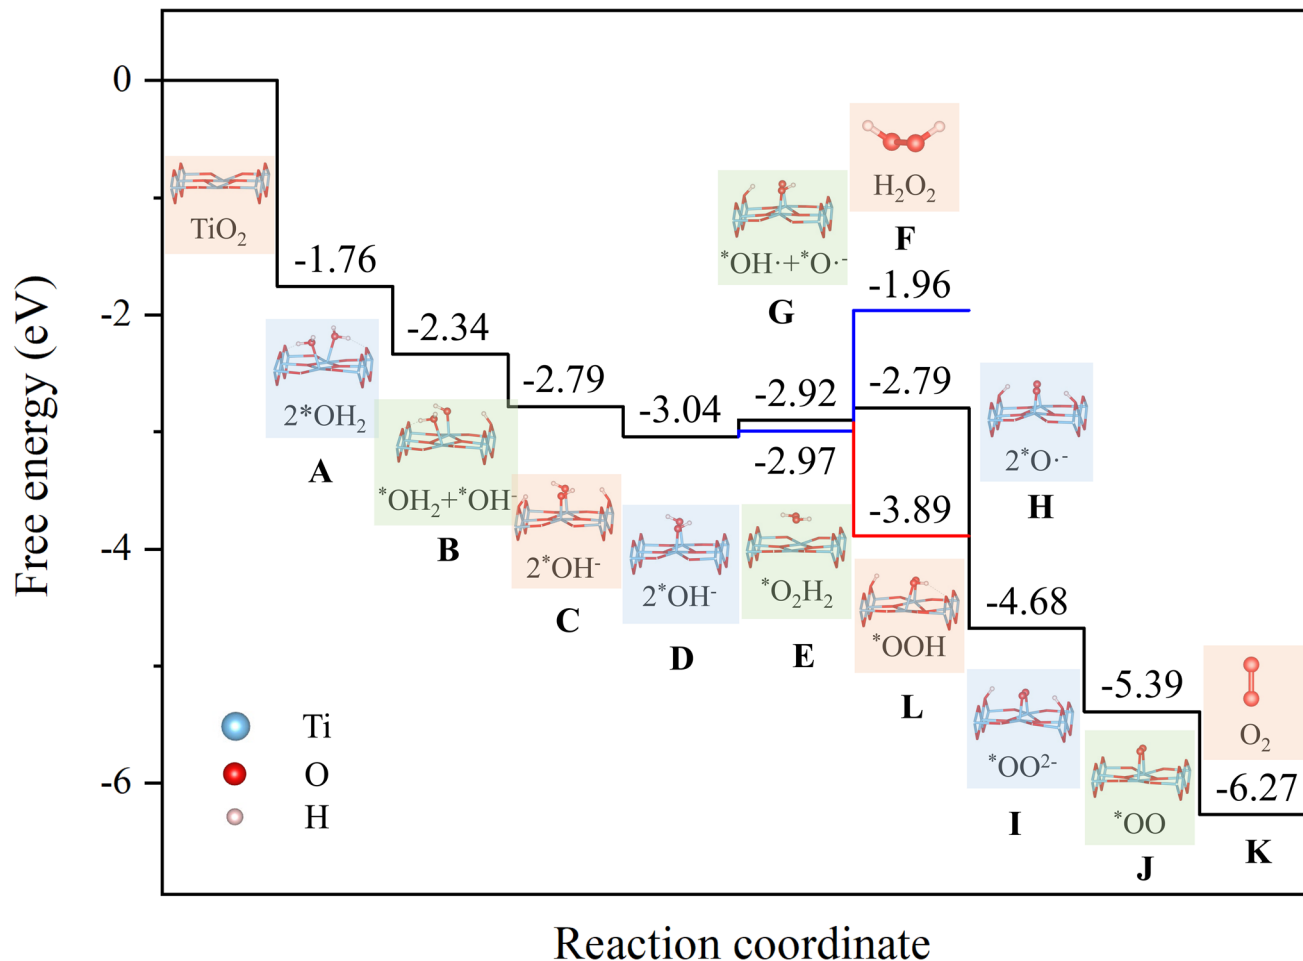 Free energy (eV)
0
-2
-4
-6
TiO₂
-1.76
2*OH₂
A
-2.34
*OH₂+*OH⁻
B
-2.79
2*OH⁻
C
-3.04
2*OH⁻
D
-2.92
-2.97
*O₂H₂
E
*OH·+*O·⁻
G
H₂O₂
F
-1.96
-2.79
2*O·⁻
H
-3.89
*OOH
L
-4.68
*OO²⁻
I
-5.39
*OO
J
O₂
-6.27
K
Ti
O
H
Reaction coordinate